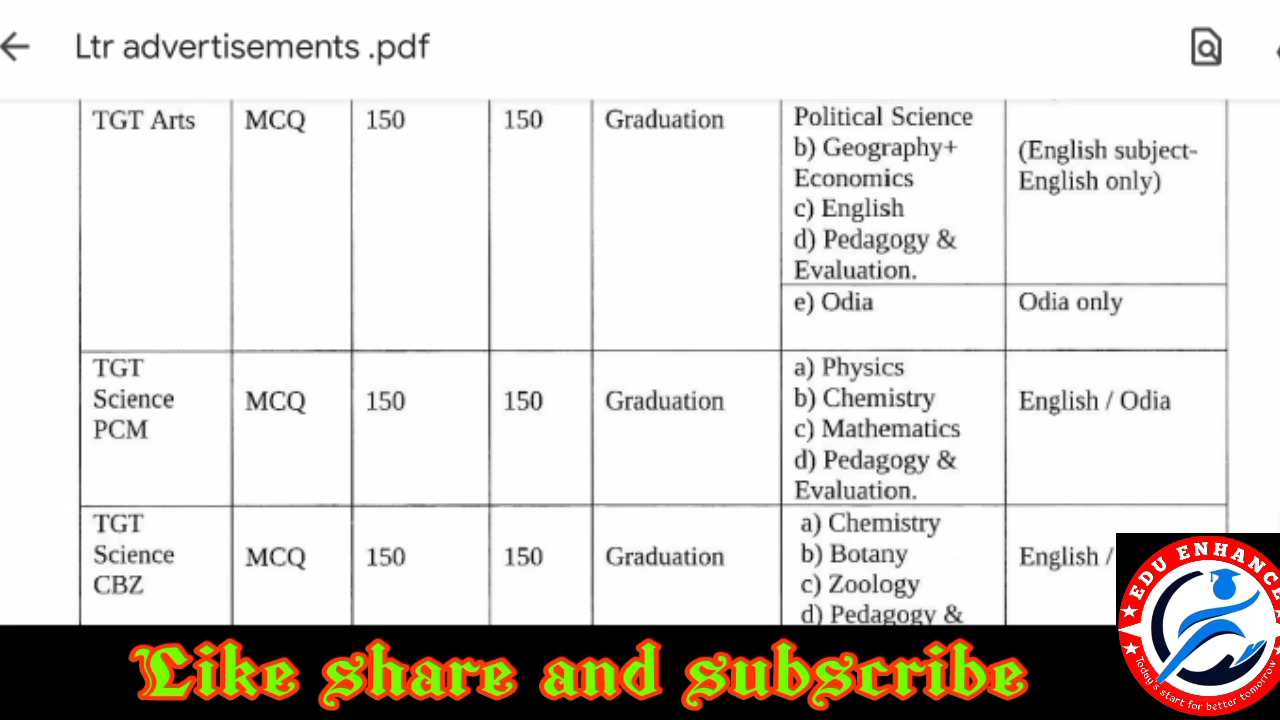 Ltr advertisements .pdf
TGT Arts MCQ 150 150 Graduation
Political Science
b) Geography+
Economics
c) English
d) Pedagogy &
Evaluation.
(English subject-
English only)
e) Odia
Odia only
TGT
Science
PCM
MCQ 150 150 Graduation
a) Physics
b) Chemistry
c) Mathematics
d) Pedagogy &
Evaluation.
English / Odia
TGT
Science
CBZ
MCQ 150 150 Graduation
a) Chemistry
b) Botany
c) Zoology
d) Pedagogy &
English /
EDU ENHANCE
Today's start for better tomorrow
Like share and subscribe